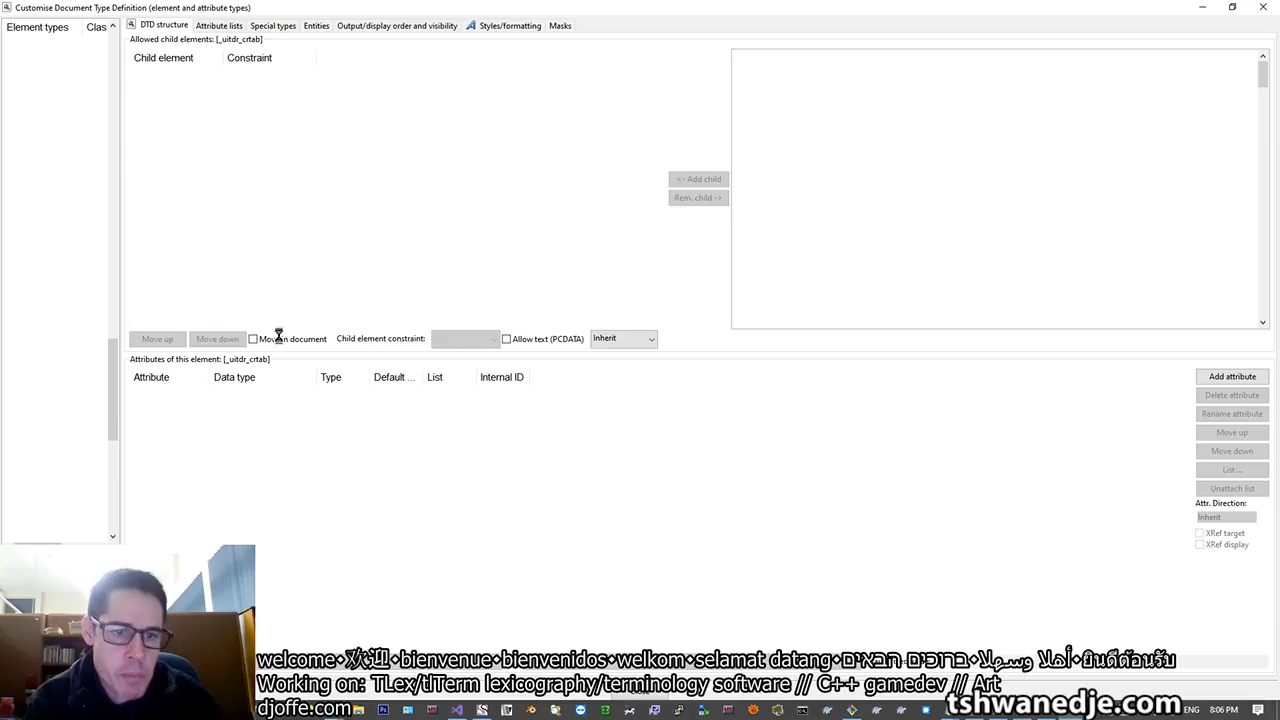 Customise Document Type Definition (element and attribute types)
Element types Clas
DTD structure Attribute lists Special types Entities Output/display order and visibility Styles/formatting Masks
Allowed child elements: [_uitdr_crtab]
Child element Constraint
<- Add child
Rem. child ->
Move up Move down document Child element constraint: Allow text (PCDATA) Inherit
Attributes of this element: [_uitdr_crtab]
Attribute Data type Type Default ... List Internal ID
Add attribute
Delete attribute
Rename attribute
Move up
Move down
List ...
Unattach list
Attr. Direction:
Inherit
XRef target
XRef display
welcome•欢迎•bienvenue•bienvenidos•welkom•selamat datang•ברוכים הבאים•أهلا وسهلا•ยินดีต้อนรับ
Working on: TLex/tlTerm lexicography/terminology software // C++ gamedev // Art
djoffe.com
tshwanedje.com
ENG 8:06 PM